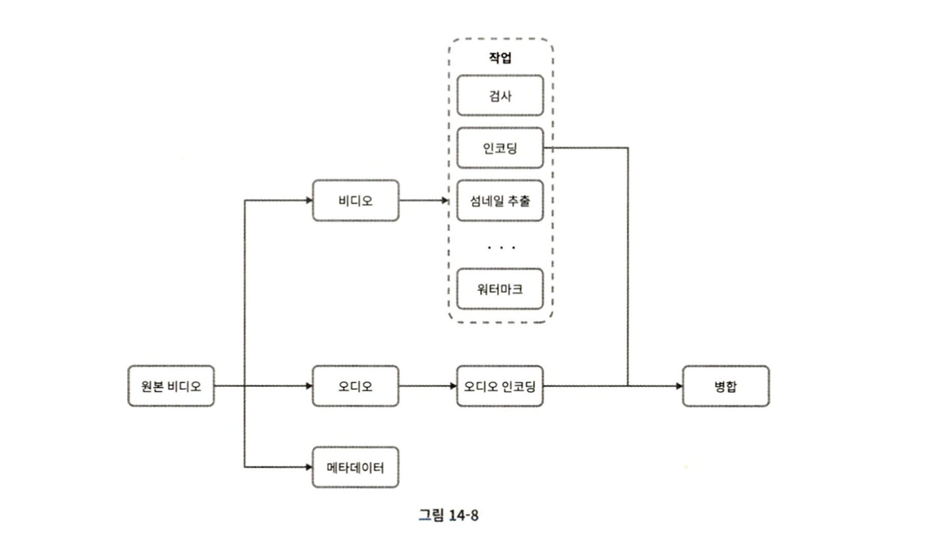 작업
검사
인코딩
비디오
섬네일 추출
. . .
워터마크
원본 비디오
오디오
오디오 인코딩
병합
메타데이터
그림 14-8